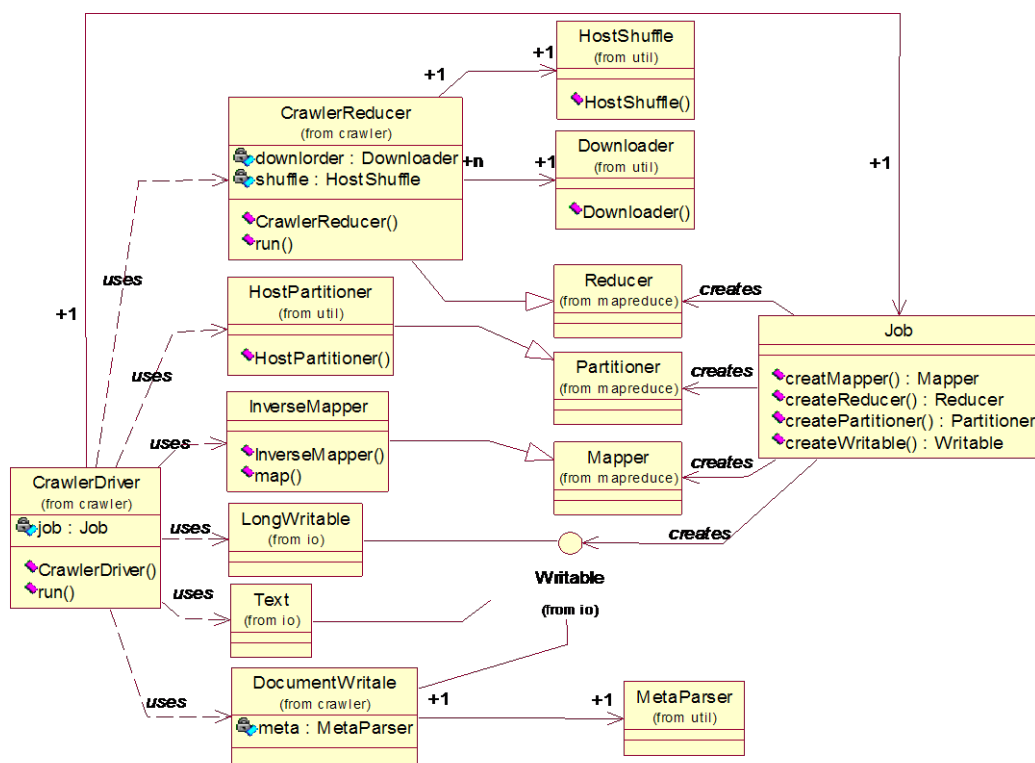 HostShuffle
(from util)
HostShuffle()
+1
+1
CrawlerReducer
(from crawler)
downlorder : Downloader
shuffle : HostShuffle
CrawlerReducer()
run()
+n
+1
Downloader
(from util)
Downloader()
+1
uses
HostPartitioner
(from util)
HostPartitioner()
Reducer
(from mapreduce)
creates
+1
Job
creatMapper() : Mapper
createReducer() : Reducer
createPartitioner() : Partitioner
createWritable() : Writable
Partitioner
(from mapreduce)
creates
uses
InverseMapper
InverseMapper()
map()
uses
Mapper
(from mapreduce)
creates
CrawlerDriver
(from crawler)
job : Job
CrawlerDriver()
run()
uses
LongWritable
(from io)
creates
Writable
(from io)
uses
Text
(from io)
uses
DocumentWritale
(from crawler)
meta : MetaParser
+1
+1
MetaParser
(from util)